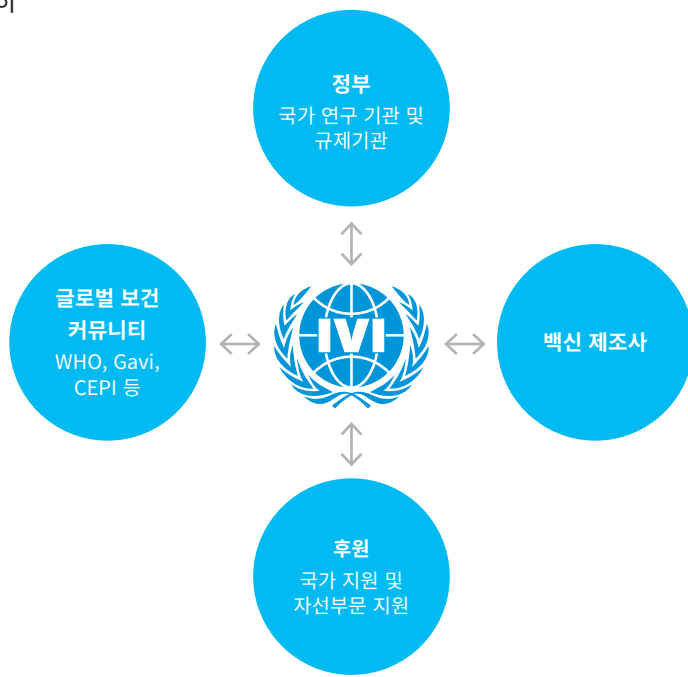 정부
국가 연구 기관 및
규제기관
글로벌 보건
커뮤니티
WHO, Gavi,
CEPI 등
IVI
백신 제조사
후원
국가 지원 및
자선부문 지원